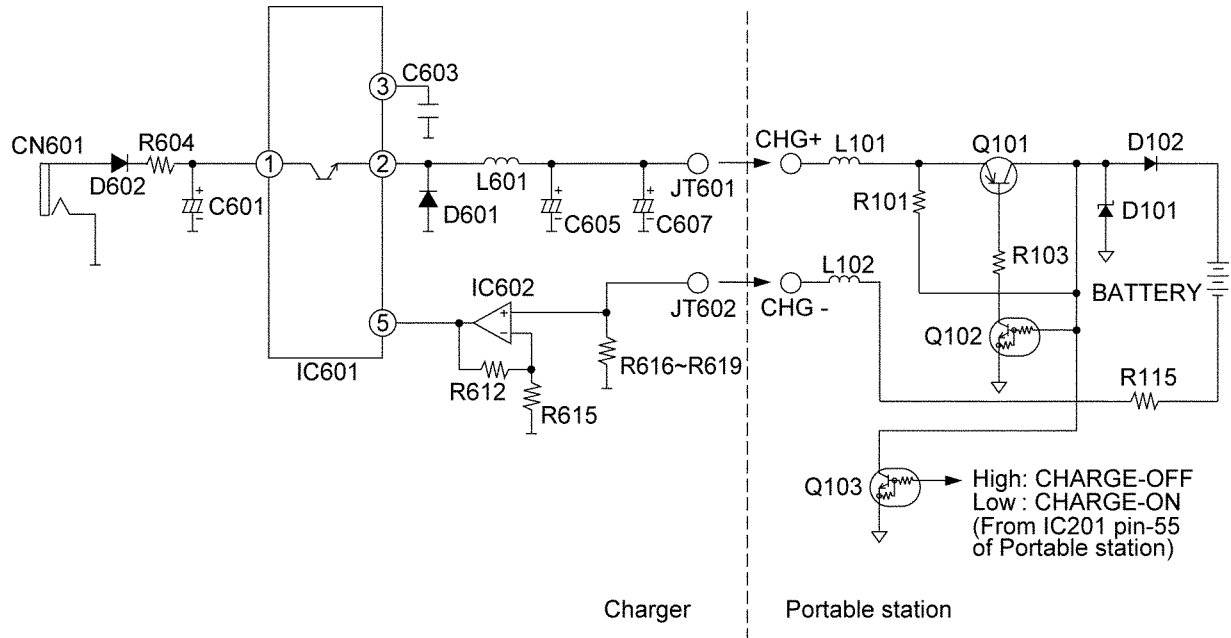 3
C603
CN601
R604
1
2
D602
C601
L601
D601
C605
C607
JT601
CHG+
L101
Q101
D102
R101
D101
R103
IC602
+
−
5
JT602
CHG -
L102
BATTERY
Q102
IC601
R612
R615
R616~R619
R115
Q103
High: CHARGE-OFF
Low : CHARGE-ON
(From IC201 pin-55
of Portable station)
Charger
Portable station